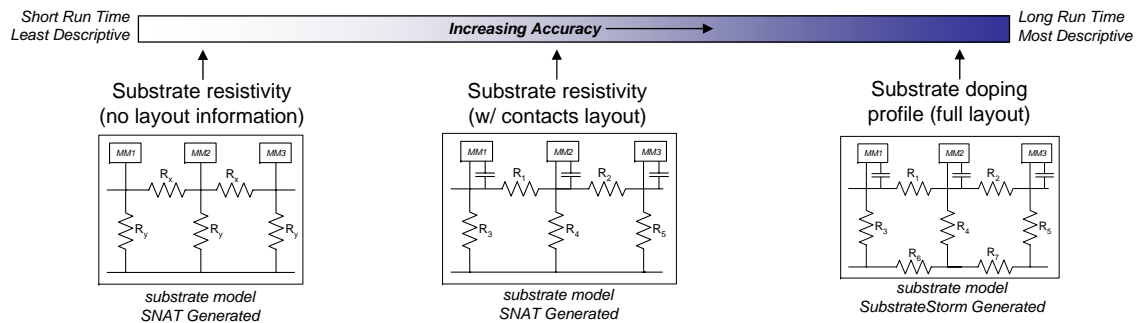 Short Run Time
Least Descriptive
Increasing Accuracy
Long Run Time
Most Descriptive
Substrate resistivity
(no layout information)
Substrate resistivity
(w/ contacts layout)
Substrate doping
profile (full layout)
MM1 MM2 MM3
Rx Rx
Ry Ry Ry
substrate model
SNAT Generated
MM1 MM2 MM3
R1 R2
R3 R4 R5
substrate model
SNAT Generated
MM1 MM2 MM3
R1 R2
R3 R4 R5
R6 R7
substrate model
SubstrateStorm Generated